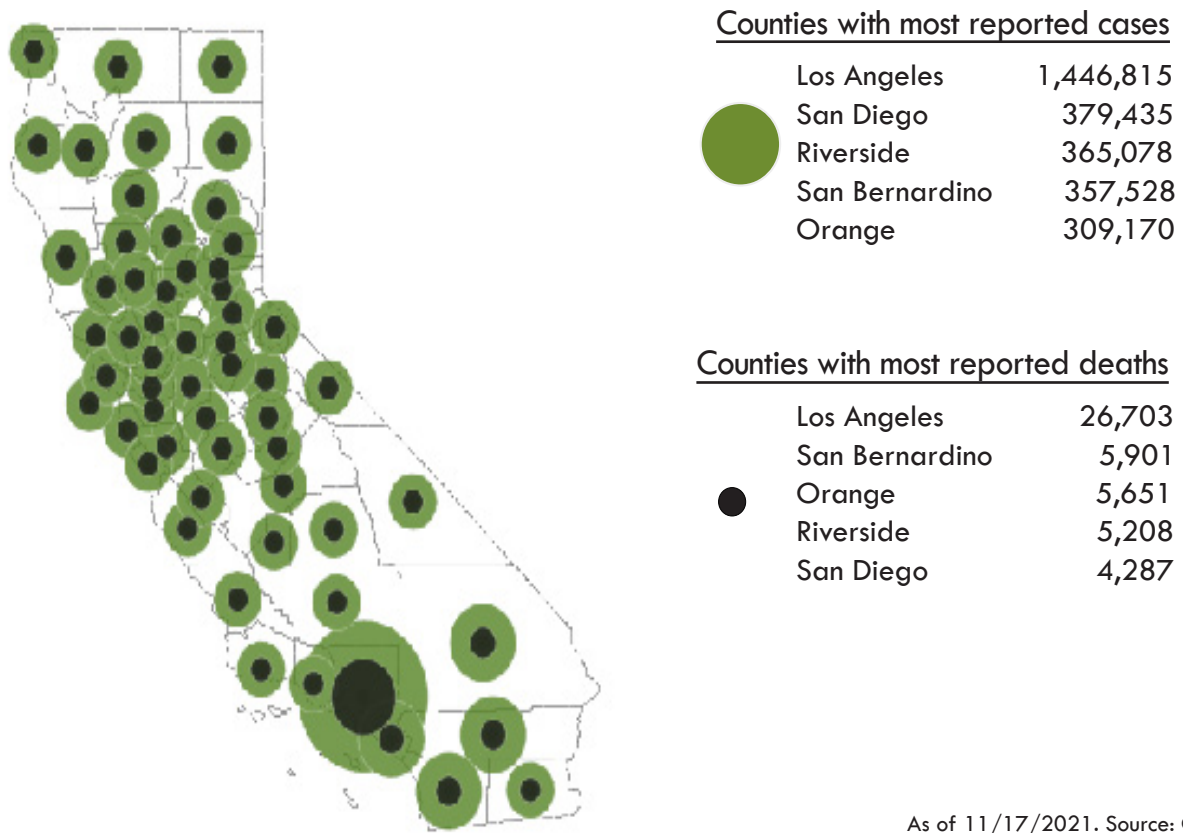 Counties with most reported cases
Los Angeles 1,446,815
San Diego 379,435
Riverside 365,078
San Bernardino 357,528
Orange 309,170
Counties with most reported deaths
Los Angeles 26,703
San Bernardino 5,901
Orange 5,651
Riverside 5,208
San Diego 4,287
As of 11/17/2021. Source: